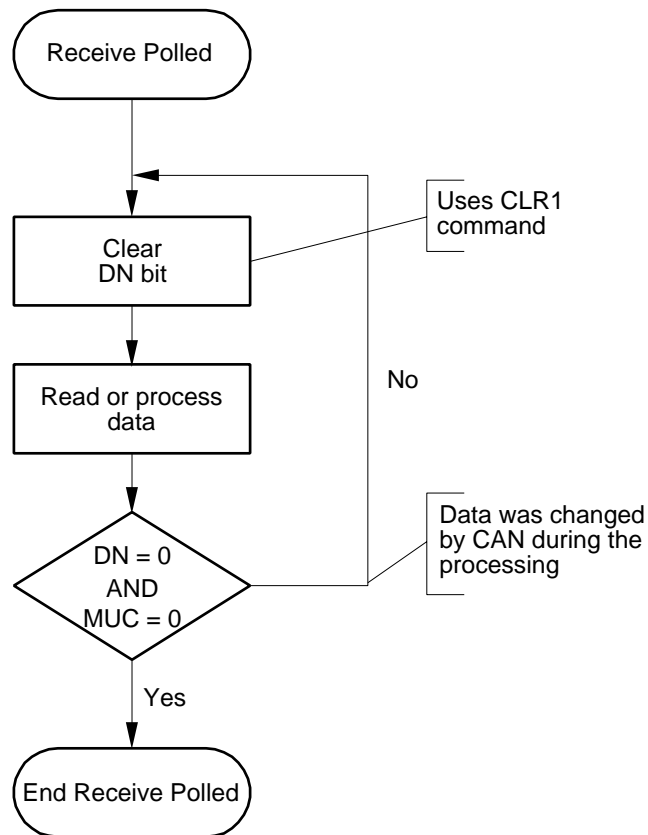 Receive Polled
Uses CLR1
command
Clear
DN bit
Read or process
data
No
Data was changed
by CAN during the
processing
DN = 0
AND
MUC = 0
Yes
End Receive Polled